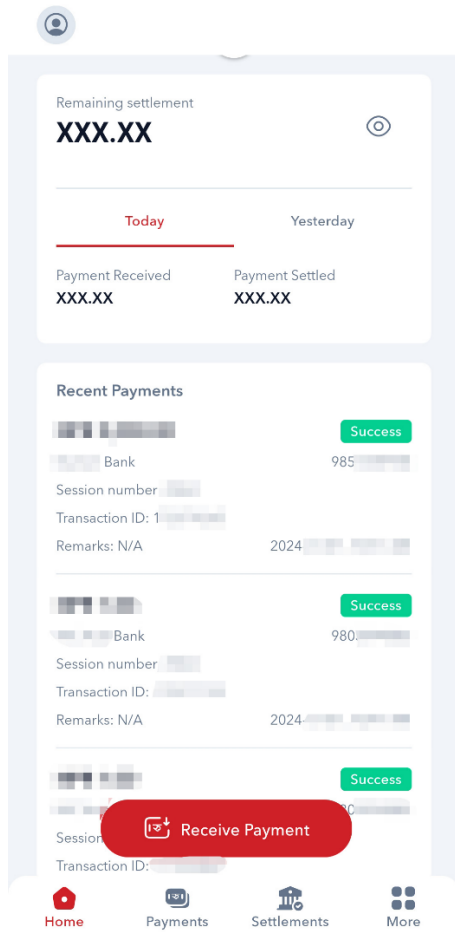 Remaining settlement
XXX.XX
Today Yesterday
Payment Received Payment Settled
XXX.XX XXX.XX
Recent Payments
Success
Bank 985
Session number
Transaction ID: 1
Remarks: N/A 2024-
Success
Bank 980
Session number
Transaction ID:
Remarks: N/A 2024-
Success
Receive Payment
Session
Transaction ID:
Home Payments Settlements More